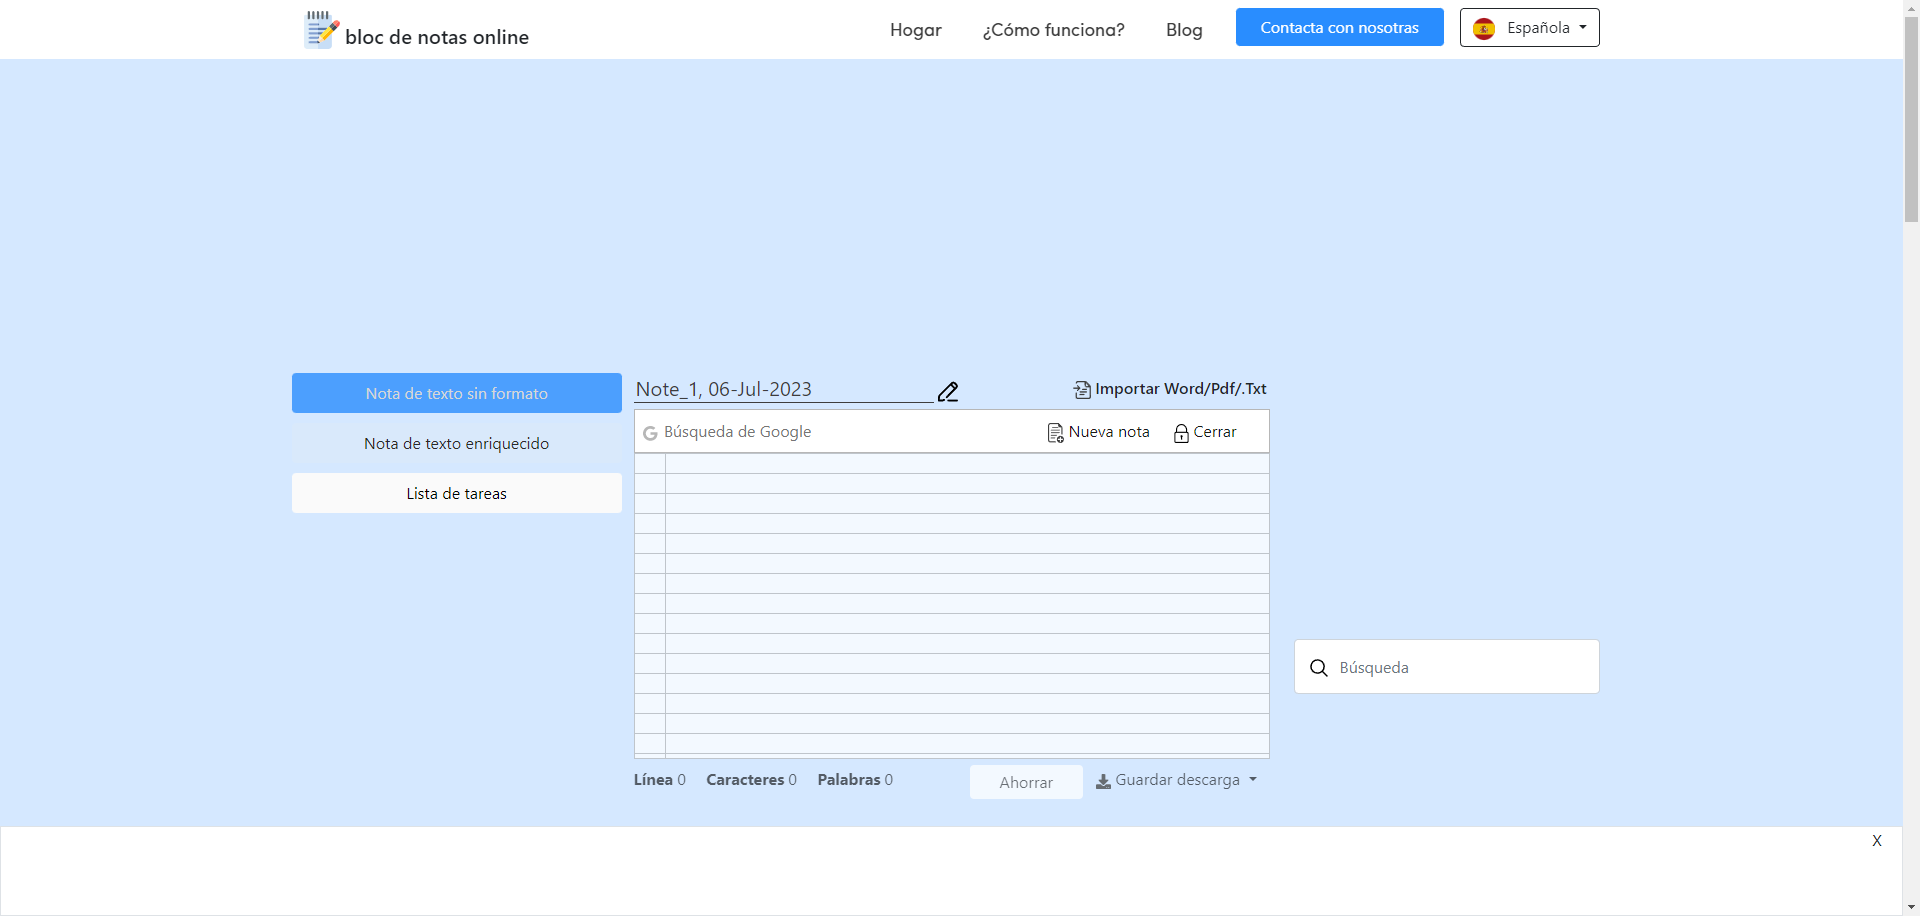 bloc de notas online
Hogar
¿Cómo funciona?
Blog
Contacta con nosotras
Española
Nota de texto sin formato
Nota de texto enriquecido
Lista de tareas
Note_1, 06-Jul-2023
Importar Word/Pdf/.Txt
Búsqueda de Google
Nueva nota
Cerrar
Búsqueda
Línea 0 Caracteres 0 Palabras 0
Ahorrar
Guardar descarga
X